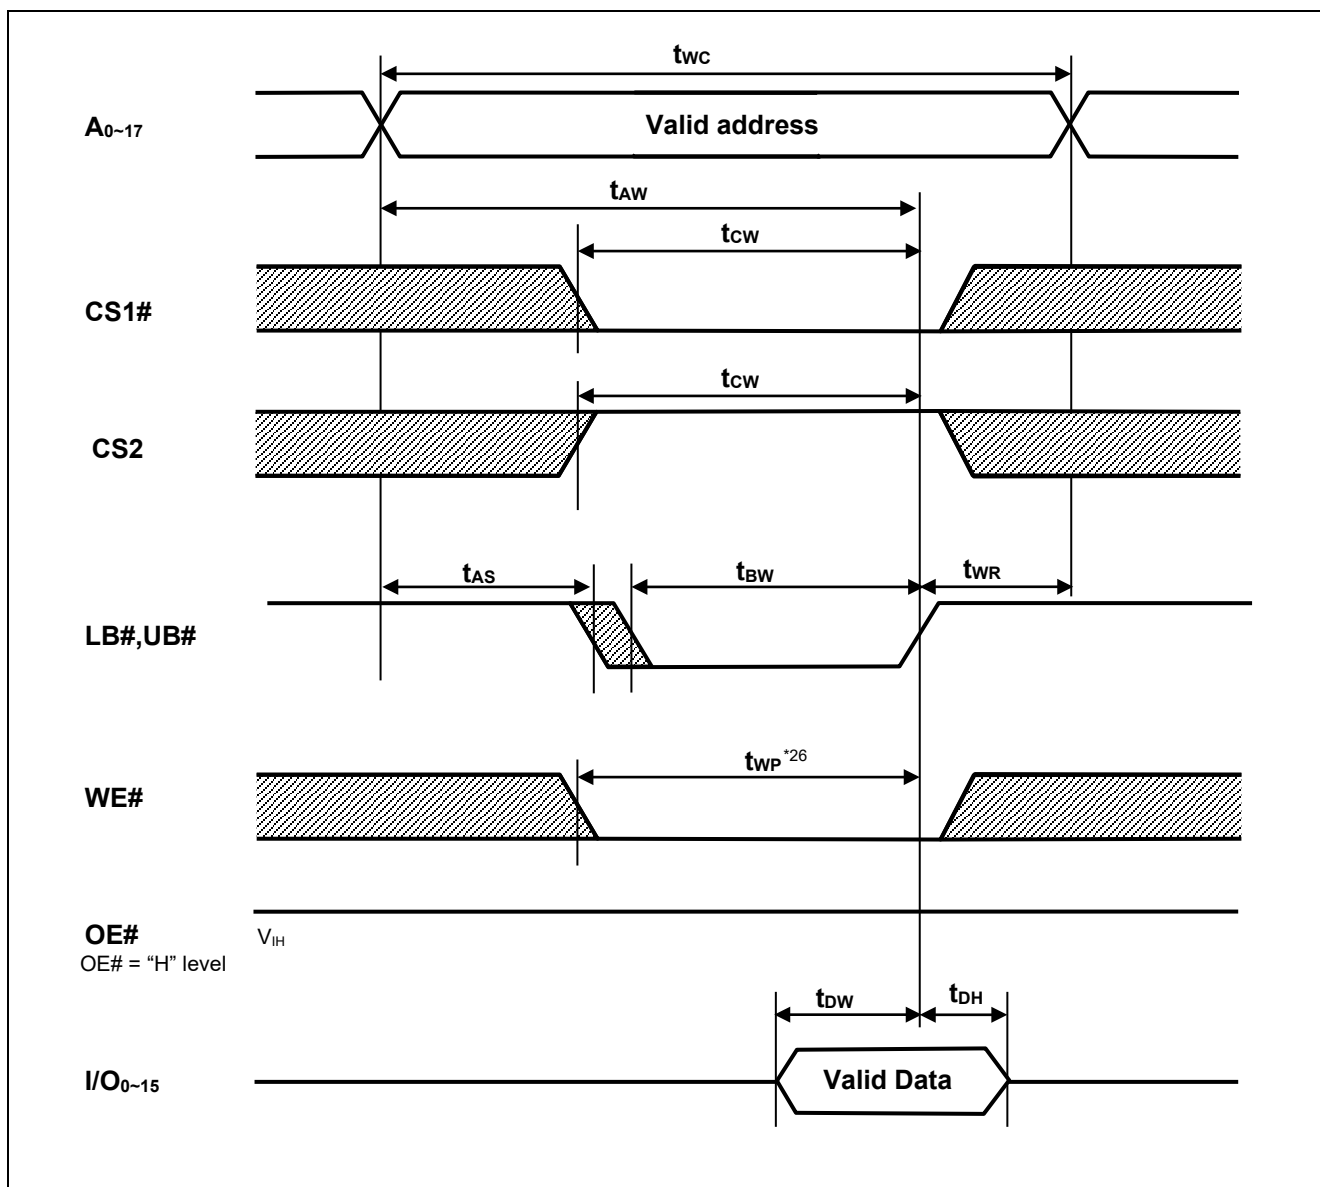 tWC
A0~17
Valid address
tAW
tCW
CS1#
tCW
CS2
tAS
tBW
tWR
LB#,UB#
tWP*26
WE#
OE#
VIH
OE# = “H” level
tDW
tDH
I/O0~15
Valid Data